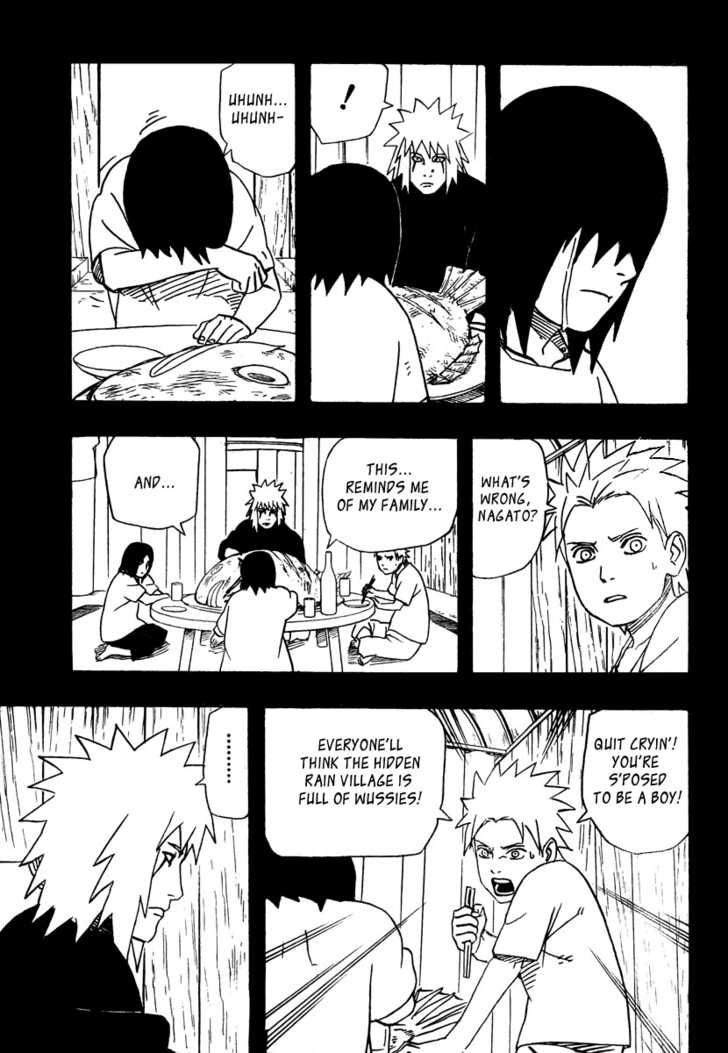 !
UHUNH...
UHUNH-
WHAT'S
WRONG,
NAGATO?
THIS...
REMINDS ME
OF MY FAMILY...
AND...
QUIT CRYIN'!
YOU'RE
S'POSED
TO BE A BOY!
EVERYONE'LL
THINK THE HIDDEN
RAIN VILLAGE IS
FULL OF WUSSIES!
.........